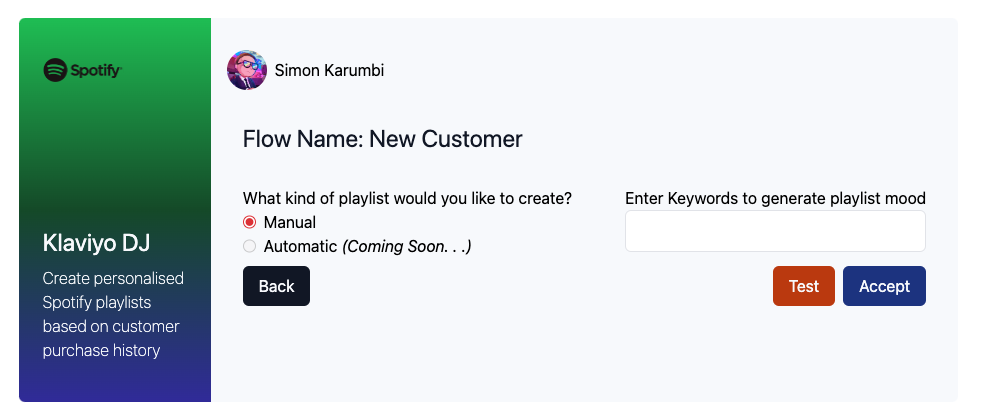 Spotify
Simon Karumbi
Flow Name: New Customer
What kind of playlist would you like to create?
Manual
Automatic (Coming Soon. . .)
Enter Keywords to generate playlist mood
Back
Test
Accept
Klaviyo DJ
Create personalised
Spotify playlists
based on customer
purchase history